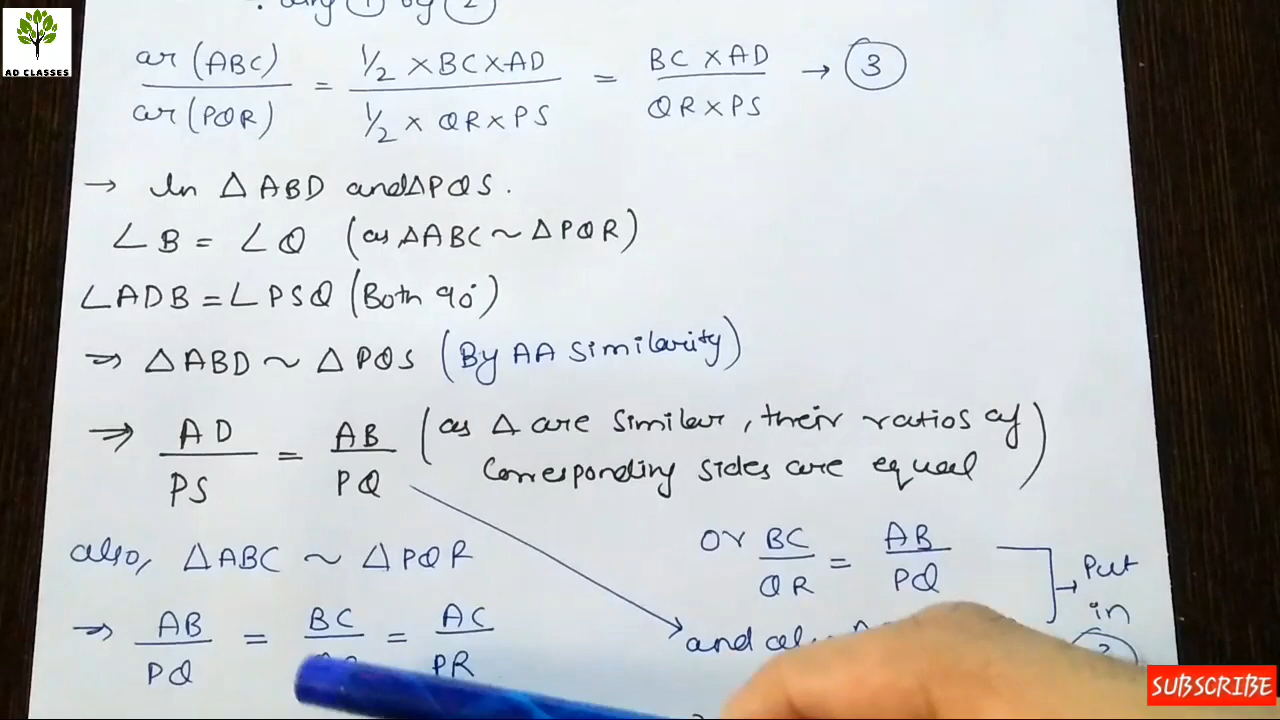 AD CLASSES
by ②
ar (ABC) / ar (PQR) = ½ × BC × AD / ½ × QR × PS = BC × AD / QR × PS → ③
→ In △ ABD and △PQS.
∠B = ∠Q (as △ABC ~ △PQR)
∠ADB = ∠PSQ (Both 90°)
⇒ △ABD ~ △PQS (By AA Similarity)
⇒ AD / PS = AB / PQ (as △ are similar, their ratios of
corresponding sides are equal)
also, △ABC ~ △PQR
or BC / QR = AB / PQ
Put
in
⇒ AB / PQ = BC / = AC / PR
and
SUBSCRIBE